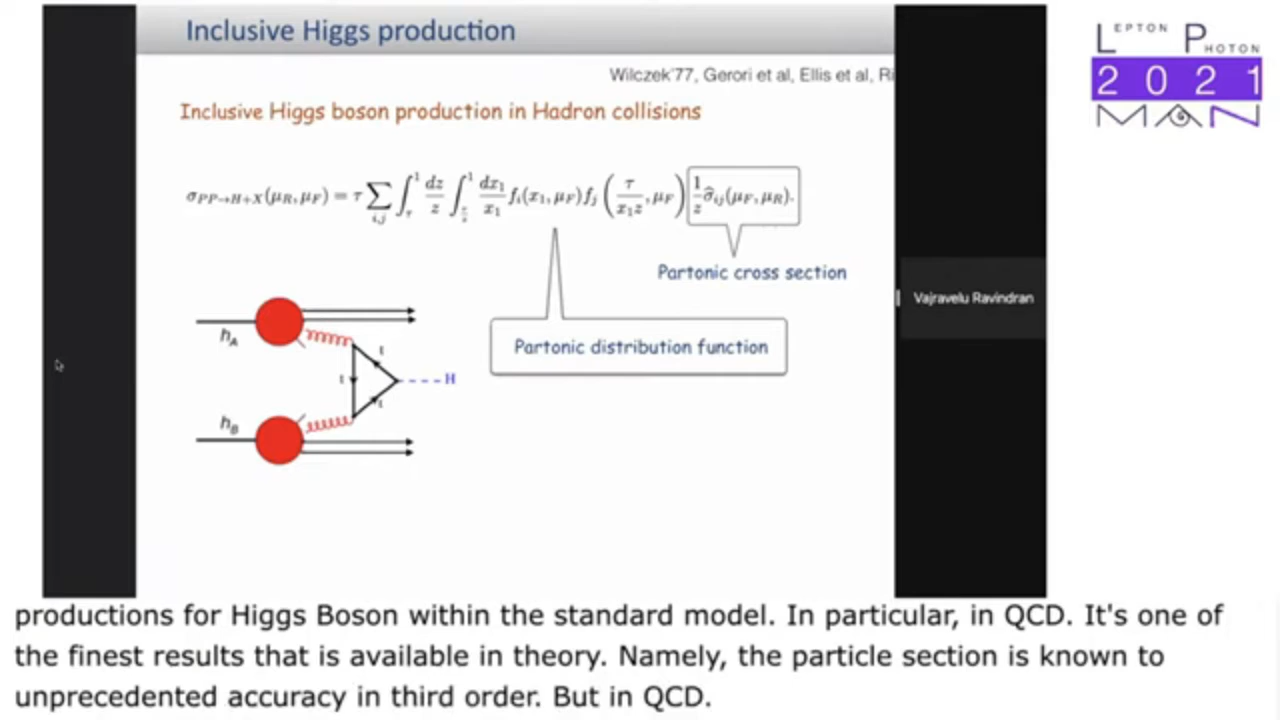 Inclusive Higgs production
Wilczek'77, Gerori et al, Ellis et al, Ri
Inclusive Higgs boson production in Hadron collisions
σ_{PP→H+X}(μ_R, μ_F) = τ ∑_{i,j} ∫_τ^1 dz/z ∫_{τ/z}^1 dx_1/x_1 f_i(x_1, μ_F) f_j (τ/(x_1 z), μ_F) 1/z σ̂_{ij}(μ_F, μ_R).
Partonic cross section
Partonic distribution function
h_A
t
t
H
t
h_B
Vajravelu Ravindran
LEPTON PHOTON
2021
MAN
productions for Higgs Boson within the standard model. In particular, in QCD. It's one of
the finest results that is available in theory. Namely, the particle section is known to
unprecedented accuracy in third order. But in QCD.